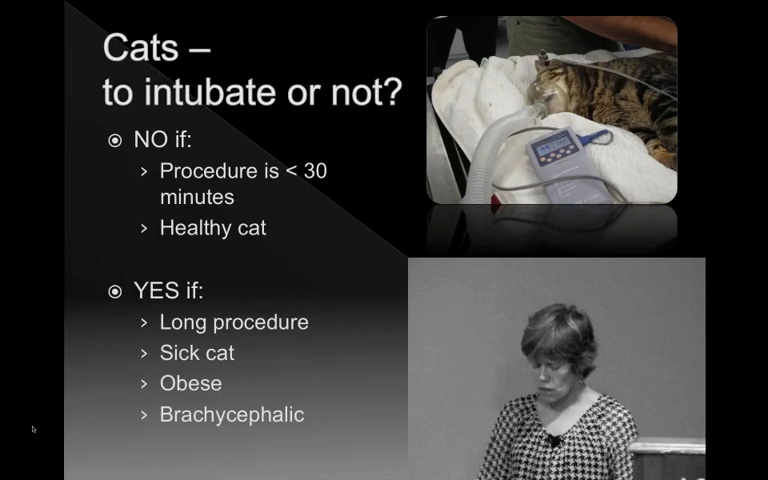 Cats –
to intubate or not?
NO if:
Procedure is < 30
minutes
Healthy cat
YES if:
Long procedure
Sick cat
Obese
Brachycephalic